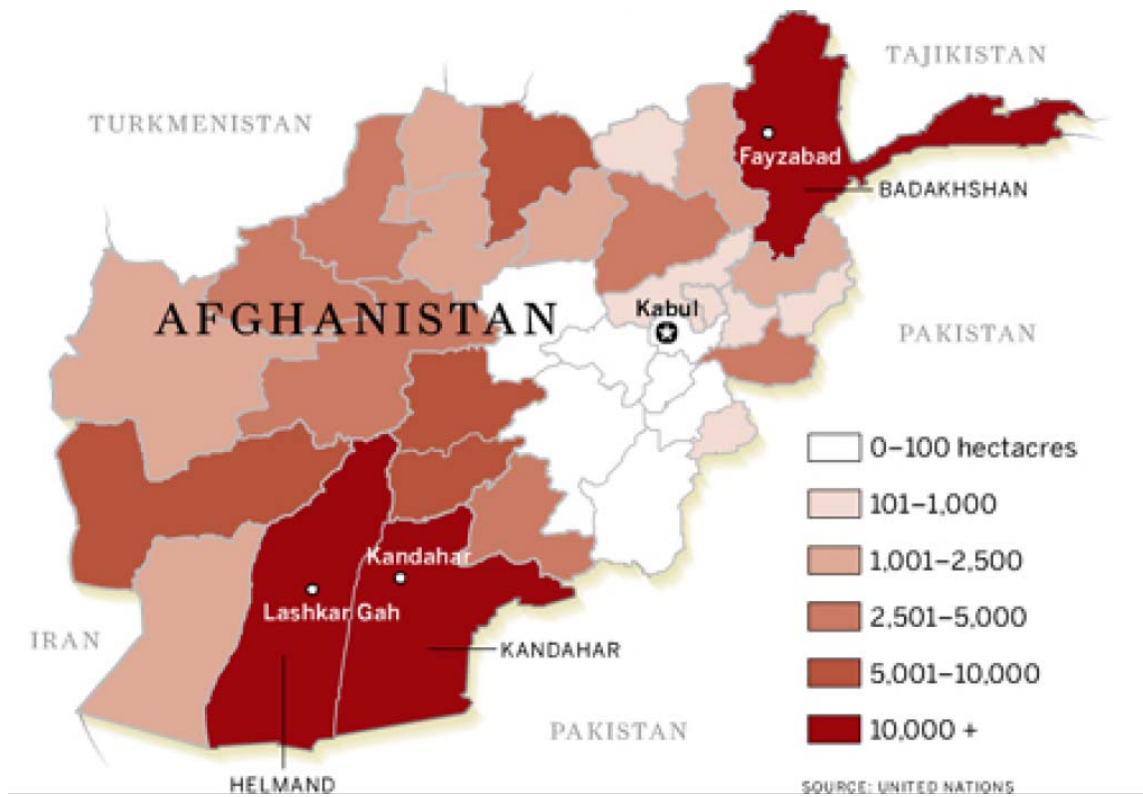 TAJIKISTAN
TURKMENISTAN
Fayzabad
BADAKHSHAN
AFGHANISTAN
Kabul
PAKISTAN
0–100 hectacres
101–1,000
1,001–2,500
2,501–5,000
5,001–10,000
10,000 +
Kandahar
Lashkar Gah
IRAN
KANDAHAR
PAKISTAN
HELMAND
SOURCE: UNITED NATIONS